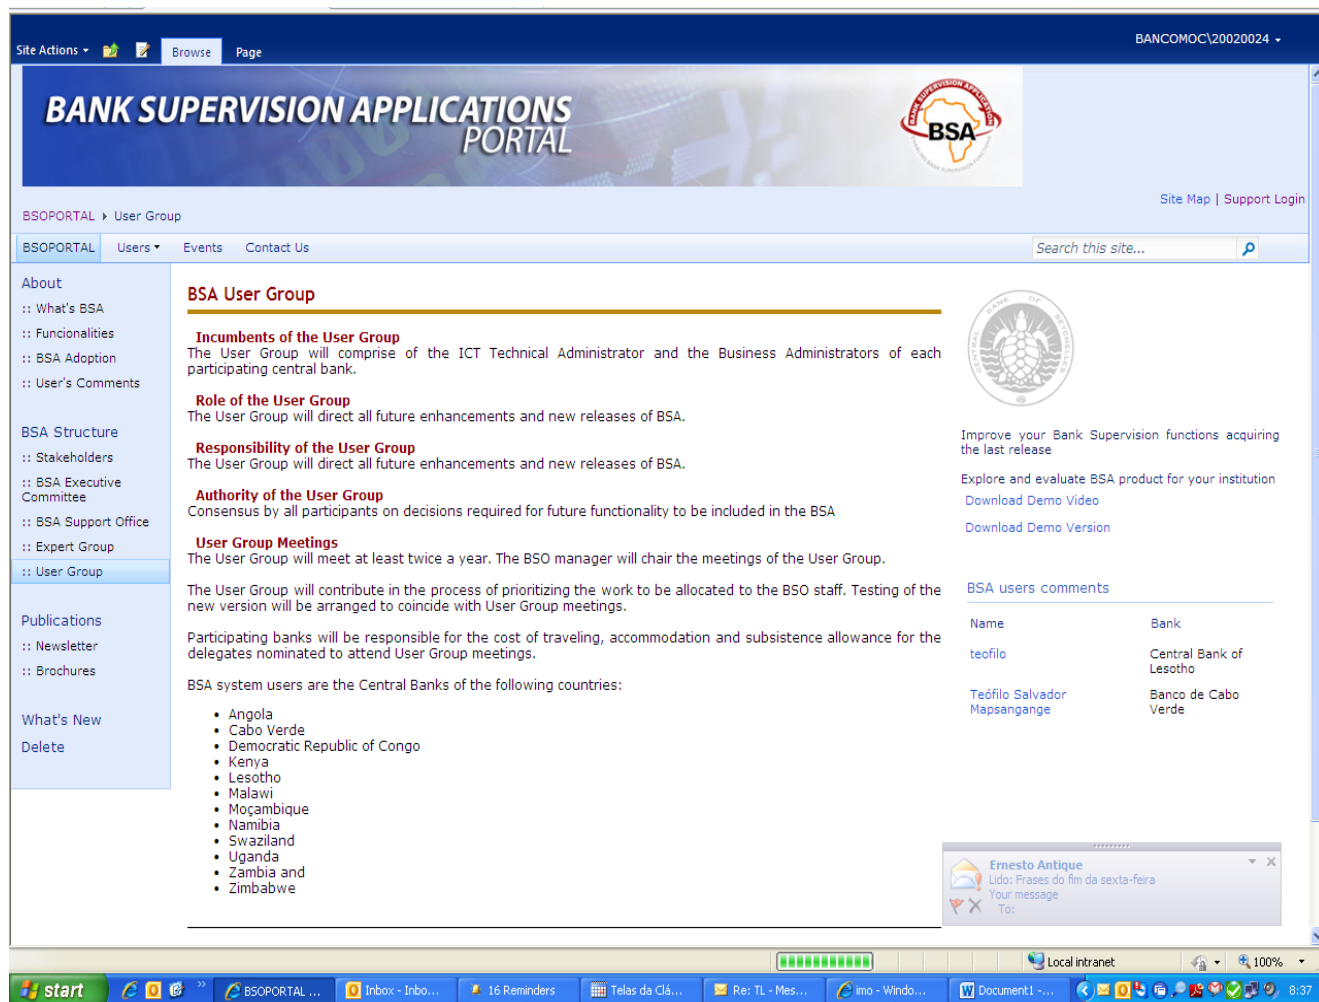 BANCOMOC\20020024
Site Actions
Browse
Page
BANK SUPERVISION APPLICATIONS
PORTAL
BANK SUPERVISION APPLICATION
BSA
Site Map | Support Login
BSOPORTAL User Group
BSOPORTAL
Users
Events
Contact Us
Search this site...
About
:: What's BSA
:: Funcionalities
:: BSA Adoption
:: User's Comments
BSA Structure
:: Stakeholders
:: BSA Executive
Committee
:: BSA Support Office
:: Expert Group
:: User Group
Publications
:: Newsletter
:: Brochures
What's New
Delete
BSA User Group
Incumbents of the User Group
The User Group will comprise of the ICT Technical Administrator and the Business Administrators of each
participating central bank.
Role of the User Group
The User Group will direct all future enhancements and new releases of BSA.
Responsibility of the User Group
The User Group will direct all future enhancements and new releases of BSA.
Authority of the User Group
Consensus by all participants on decisions required for future functionality to be included in the BSA
User Group Meetings
The User Group will meet at least twice a year. The BSO manager will chair the meetings of the User Group.
The User Group will contribute in the process of prioritizing the work to be allocated to the BSO staff. Testing of the
new version will be arranged to coincide with User Group meetings.
Participating banks will be responsible for the cost of traveling, accommodation and subsistence allowance for the
delegates nominated to attend User Group meetings.
BSA system users are the Central Banks of the following countries:
• Angola
• Cabo Verde
• Democratic Republic of Congo
• Kenya
• Lesotho
• Malawi
• Moçambique
• Namibia
• Swaziland
• Uganda
• Zambia and
• Zimbabwe
CENTRAL BANK OF SEYCHELLES
Improve your Bank Supervision functions acquiring
the last release
Explore and evaluate BSA product for your institution
Download Demo Video
Download Demo Version
BSA users comments
Name Bank
teofilo Central Bank of
Lesotho
Teófilo Salvador Banco de Cabo
Mapsangange Verde
Ernesto Antique
Lido: Frases do fim da sexta-feira
Your message
To:
Local intranet
100%
start
BSOPORTAL ...
Inbox - Inbo...
16 Reminders
Telas da Clá...
Re: TL - Mes...
imo - Windo...
Document1 -...
8:37